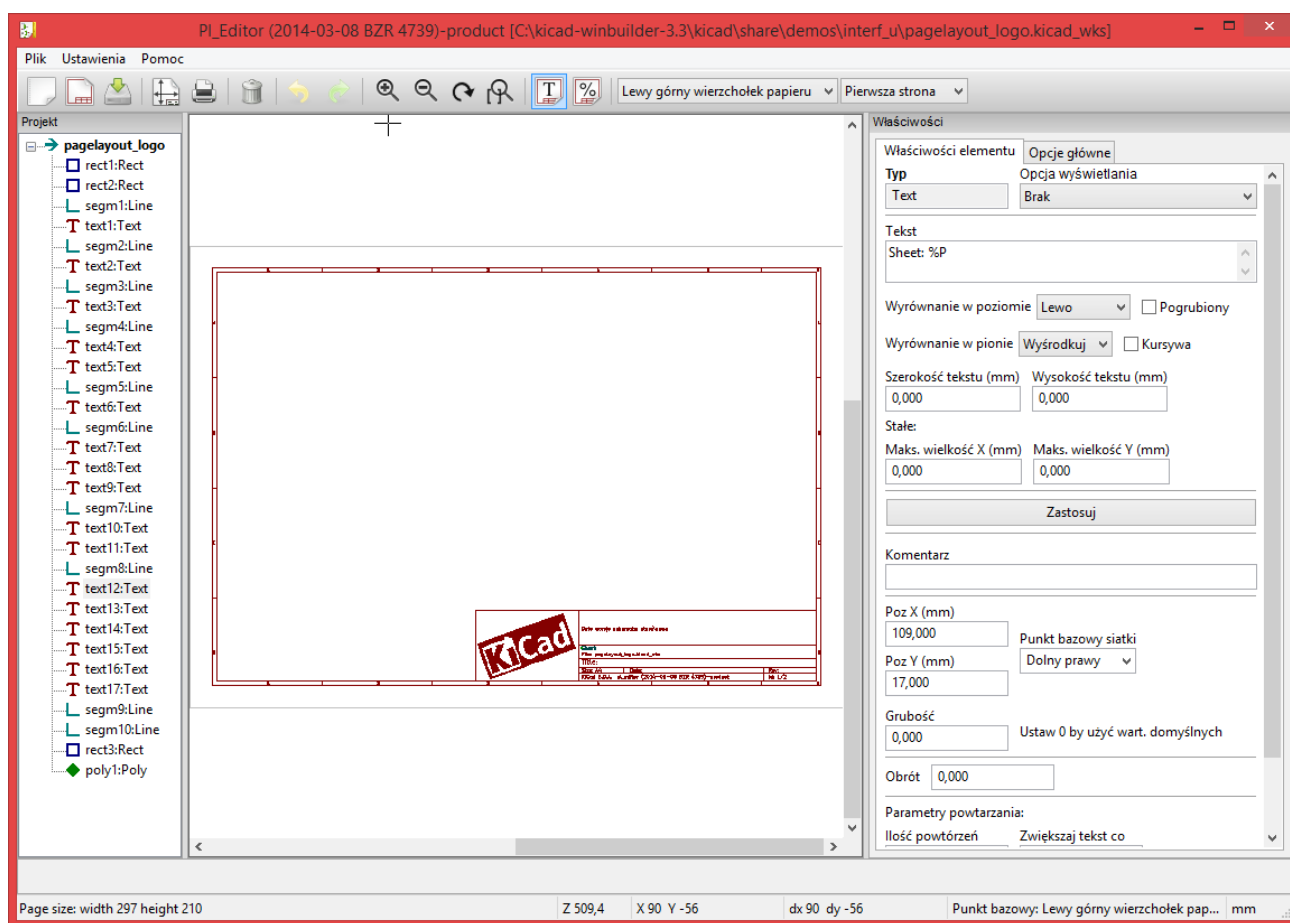 Pl_Editor (2014-03-08 BZR 4739)-product [C:\kicad-winbuilder-3.3\kicad\share\demos\interf_u\pagelayout_logo.kicad_wks]
Plik Ustawienia Pomoc
Lewy górny wierzchołek papieru Pierwsza strona
Projekt
pagelayout_logo
rect1:Rect
rect2:Rect
segm1:Line
text1:Text
segm2:Line
text2:Text
segm3:Line
text3:Text
segm4:Line
text4:Text
text5:Text
segm5:Line
text6:Text
segm6:Line
text7:Text
text8:Text
text9:Text
segm7:Line
text10:Text
text11:Text
segm8:Line
text12:Text
text13:Text
text14:Text
text15:Text
text16:Text
text17:Text
segm9:Line
segm10:Line
rect3:Rect
poly1:Poly
KiCad
Title:
Właściwości
Właściwości elementu Opcje główne
Typ Opcja wyświetlania
Text Brak
Tekst
Sheet: %P
Wyrównanie w poziomie Lewo Pogrubiony
Wyrównanie w pionie Wyśrodkuj Kursywa
Szerokość tekstu (mm) Wysokość tekstu (mm)
0,000 0,000
Stałe:
Maks. wielkość X (mm) Maks. wielkość Y (mm)
0,000 0,000
Zastosuj
Komentarz
Poz X (mm)
109,000
Punkt bazowy siatki
Poz Y (mm) Dolny prawy
17,000
Grubość
0,000 Ustaw 0 by użyć wart. domyślnych
Obrót 0,000
Parametry powtarzania:
Ilość powtórzeń Zwiększaj tekst co
Page size: width 297 height 210 Z 509,4 X 90 Y -56 dx 90 dy -56 Punkt bazowy: Lewy górny wierzchołek pap... mm